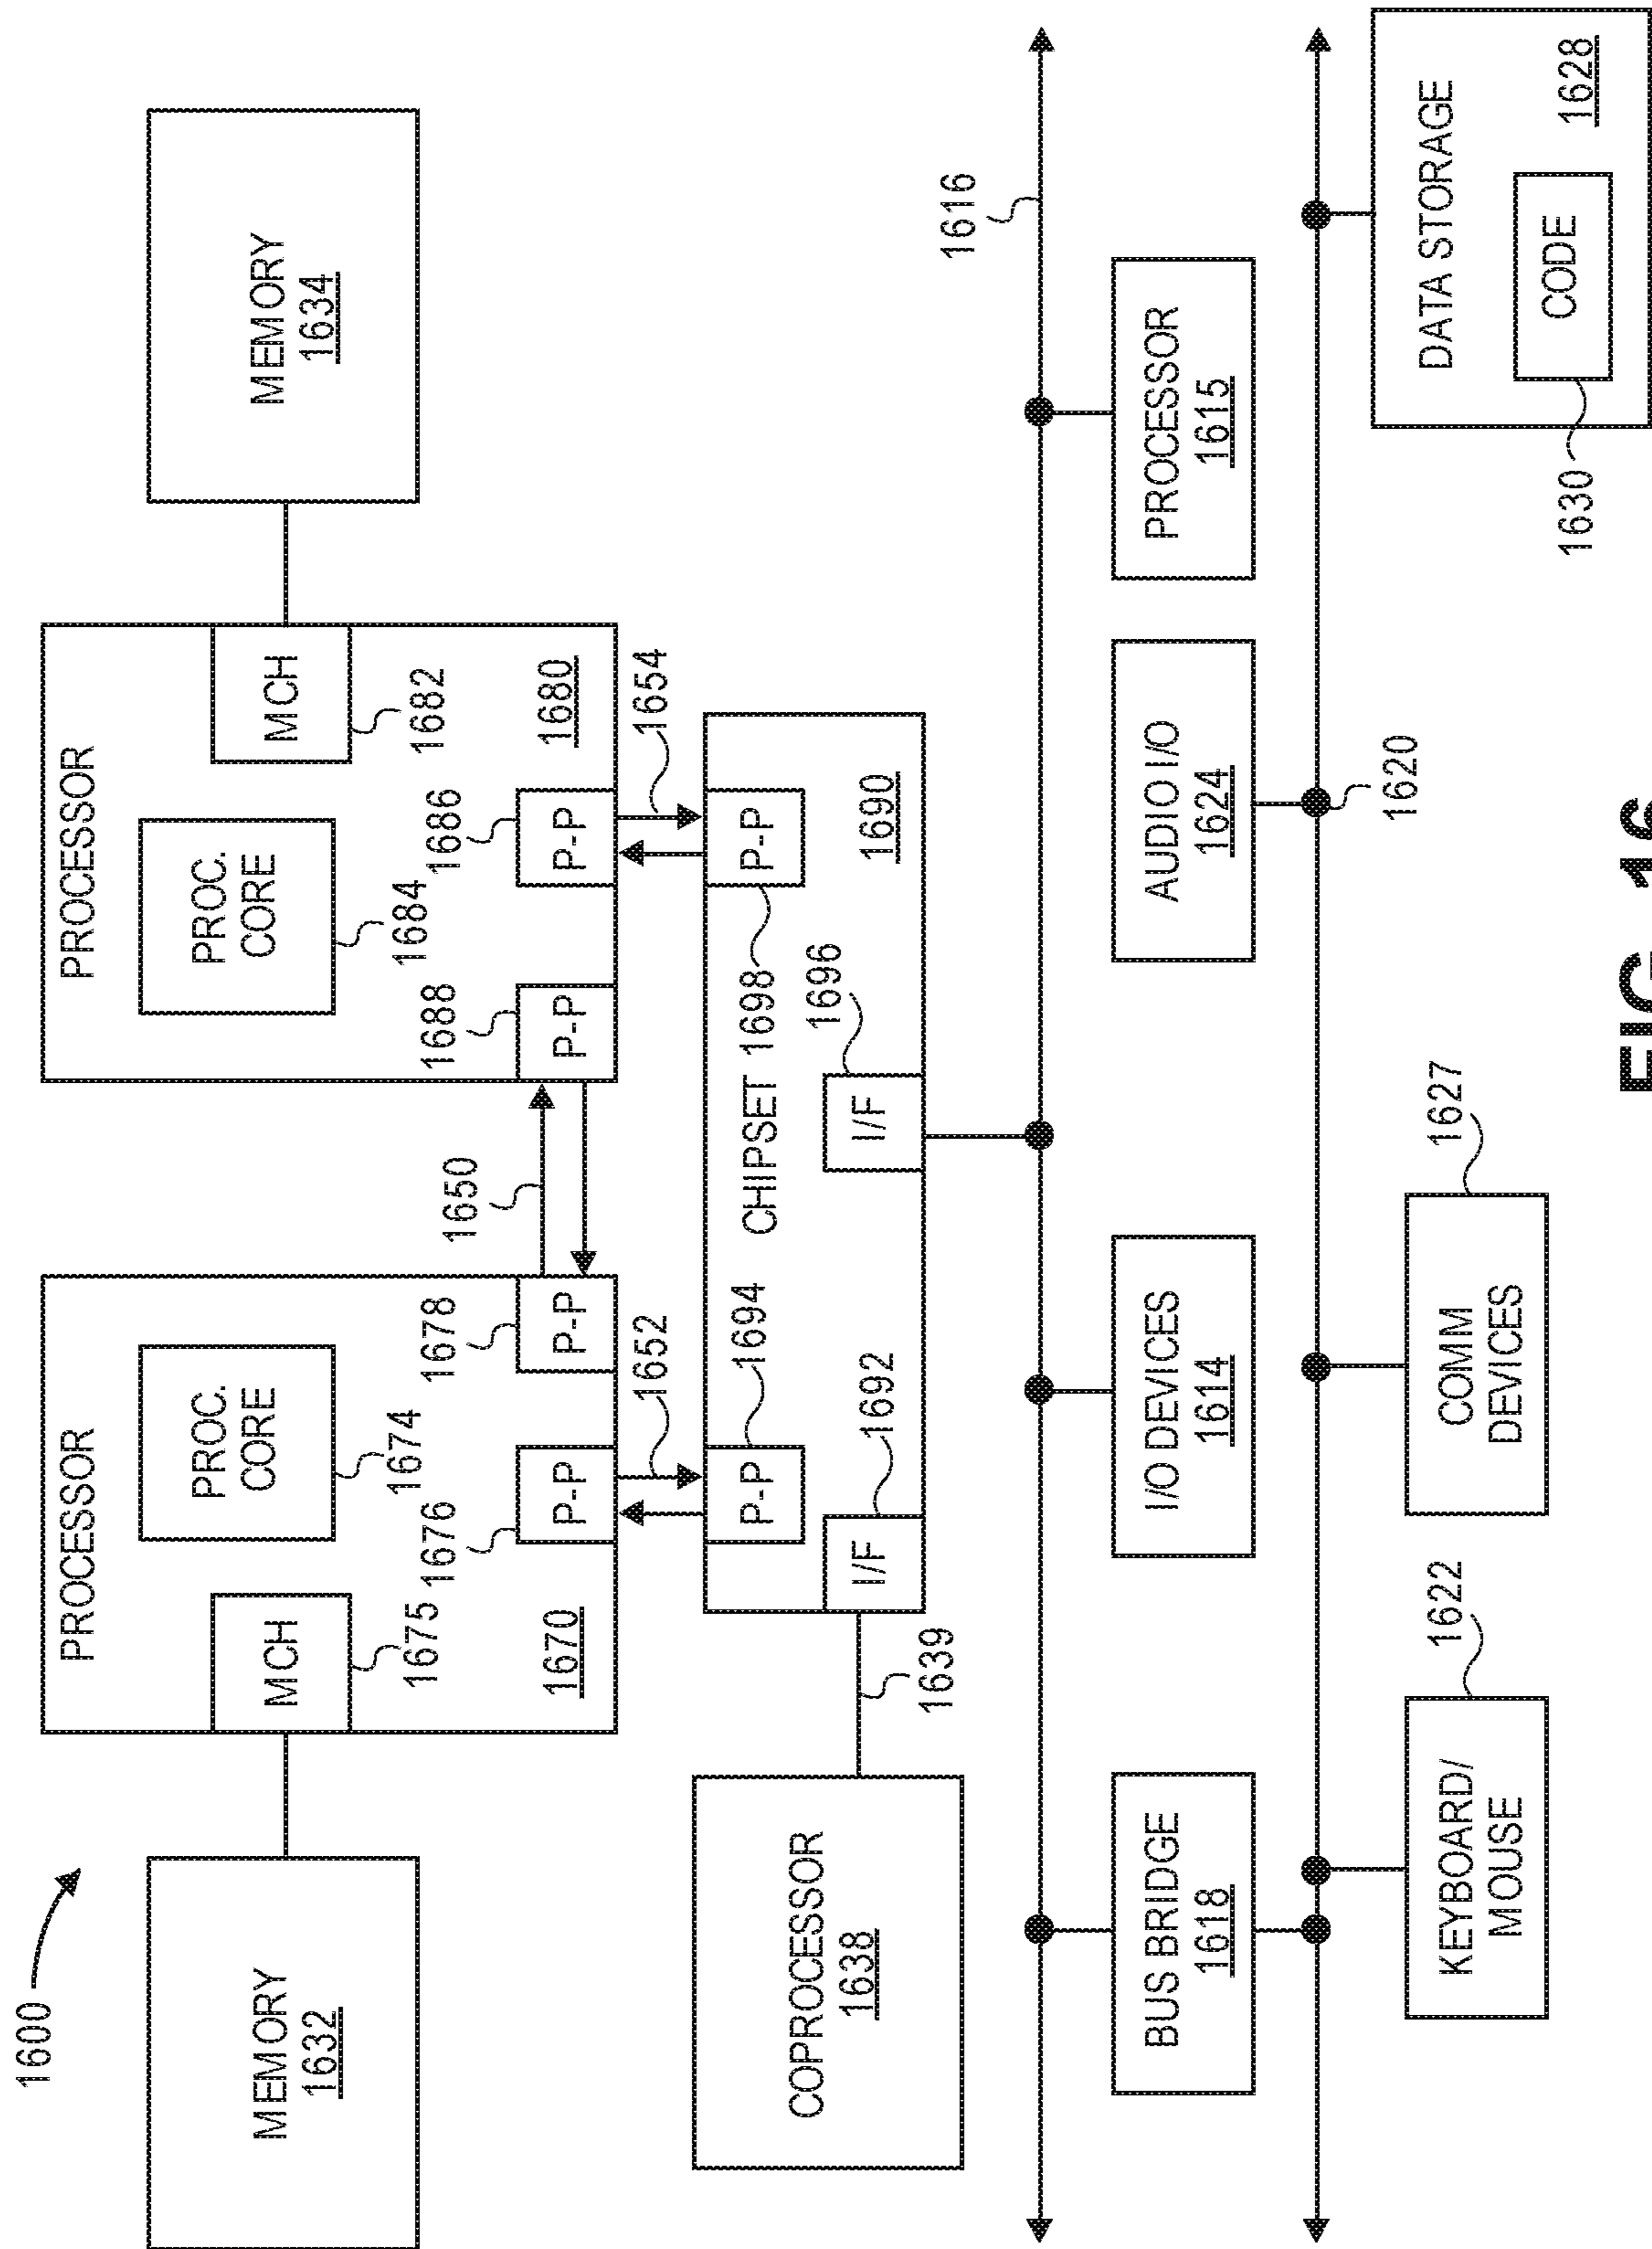 1600
MEMORY
1632
PROCESSOR
MCH
1675
PROC.
CORE
1674
1670
1676
P-P
1678
P-P
1650
PROCESSOR
PROC.
CORE
1684
MCH
1682
1688
P-P
1686
P-P
1680
MEMORY
1634
1652
1654
COPROCESSOR
1638
1639
P-P
1694
I/F
1692
CHIPSET
1698
P-P
1690
I/F
1696
1616
BUS BRIDGE
1618
I/O DEVICES
1614
AUDIO I/O
1624
PROCESSOR
1615
1620
KEYBOARD/
MOUSE
1622
COMM
DEVICES
1627
DATA STORAGE
1628
CODE
1630
FIG. 16